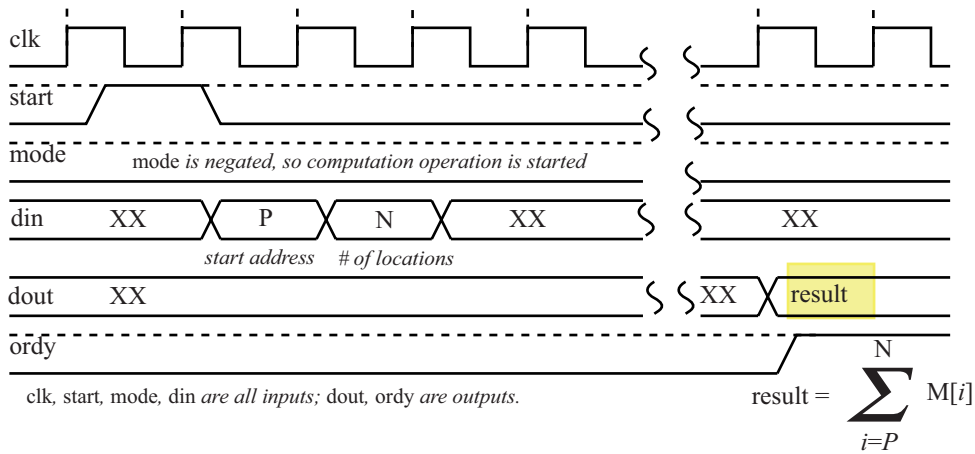 clk
start
mode
mode is negated, so computation operation is started
din XX P N XX XX
start address # of locations
dout XX XX result
ordy
clk, start, mode, din are all inputs; dout, ordy are outputs.
N
result = ∑ M[i]
i=P